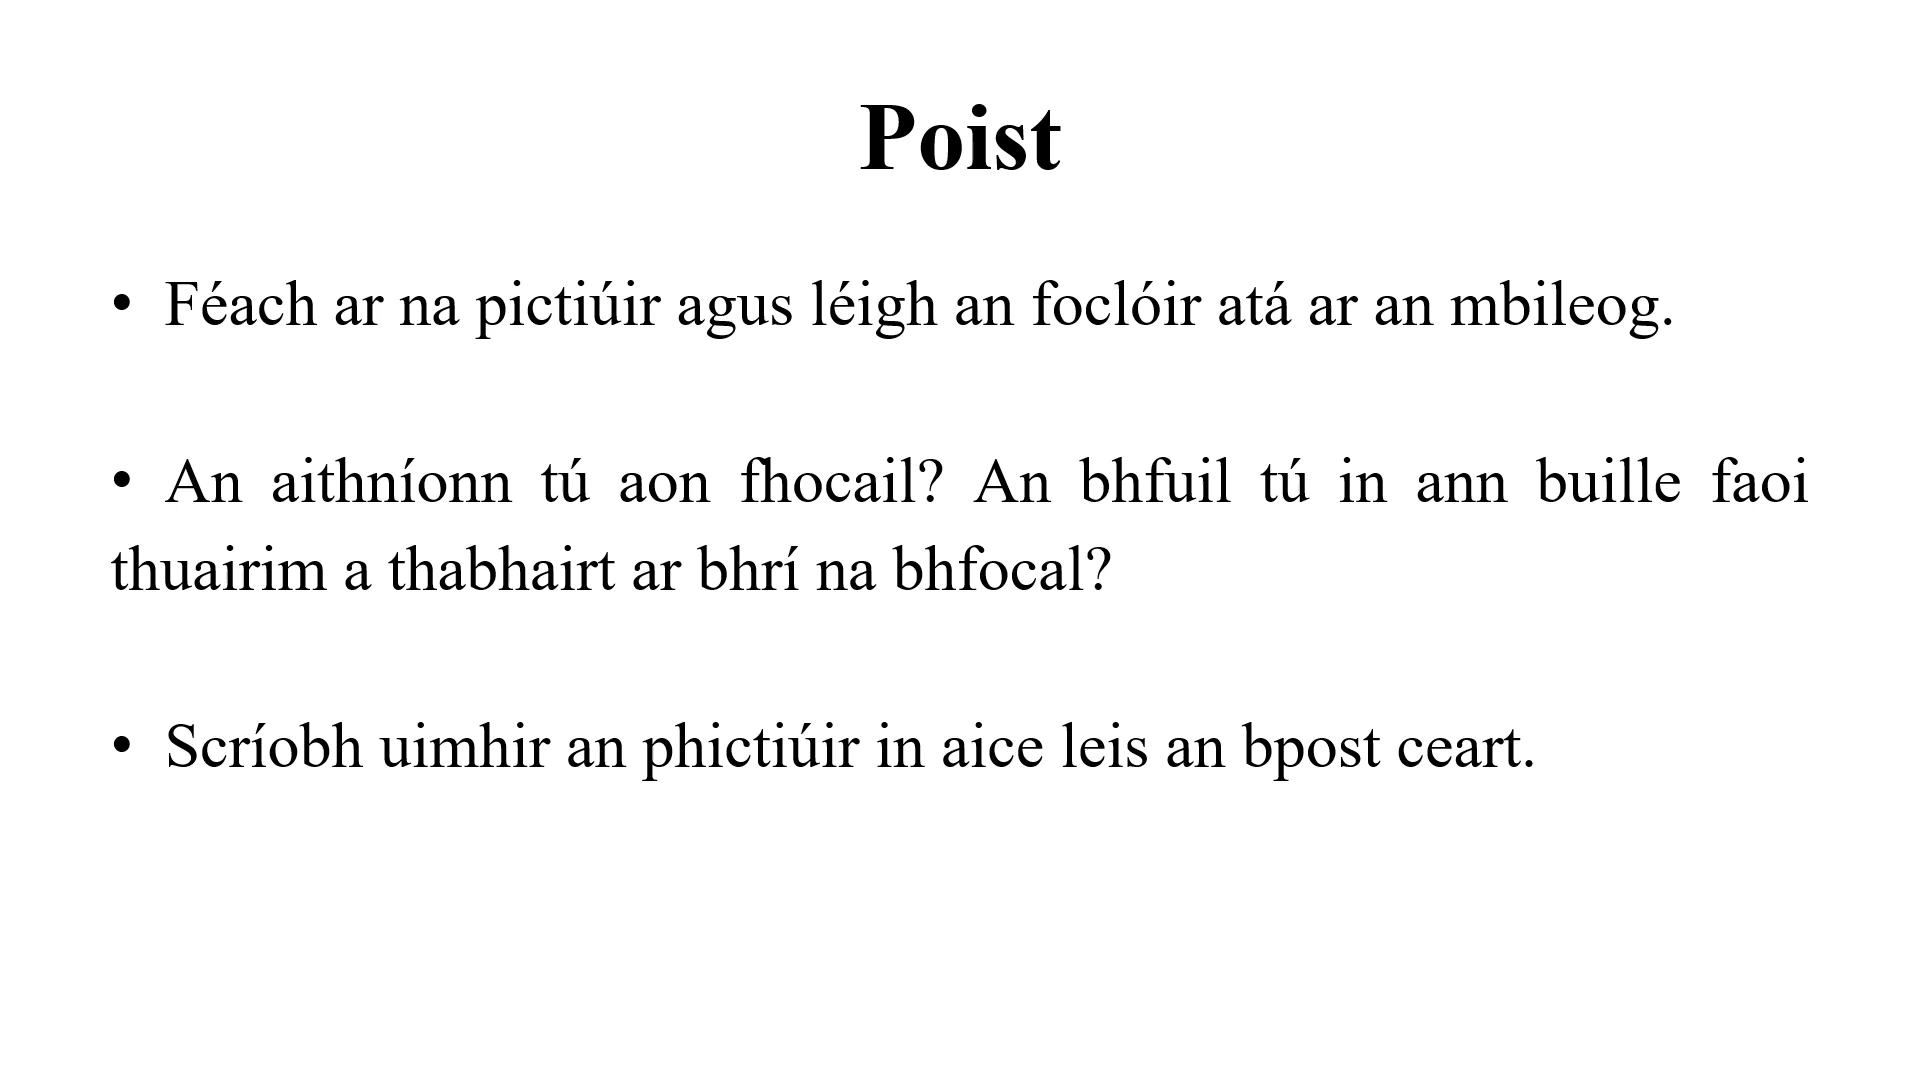 Poist
• Féach ar na pictiúir agus léigh an foclóir atá ar an mbileog.
• An aithníonn tú aon fhocail? An bhfuil tú in ann buille faoi
thuairim a thabhairt ar bhrí na bhfocal?
• Scríobh uimhir an phictiúir in aice leis an bpost ceart.